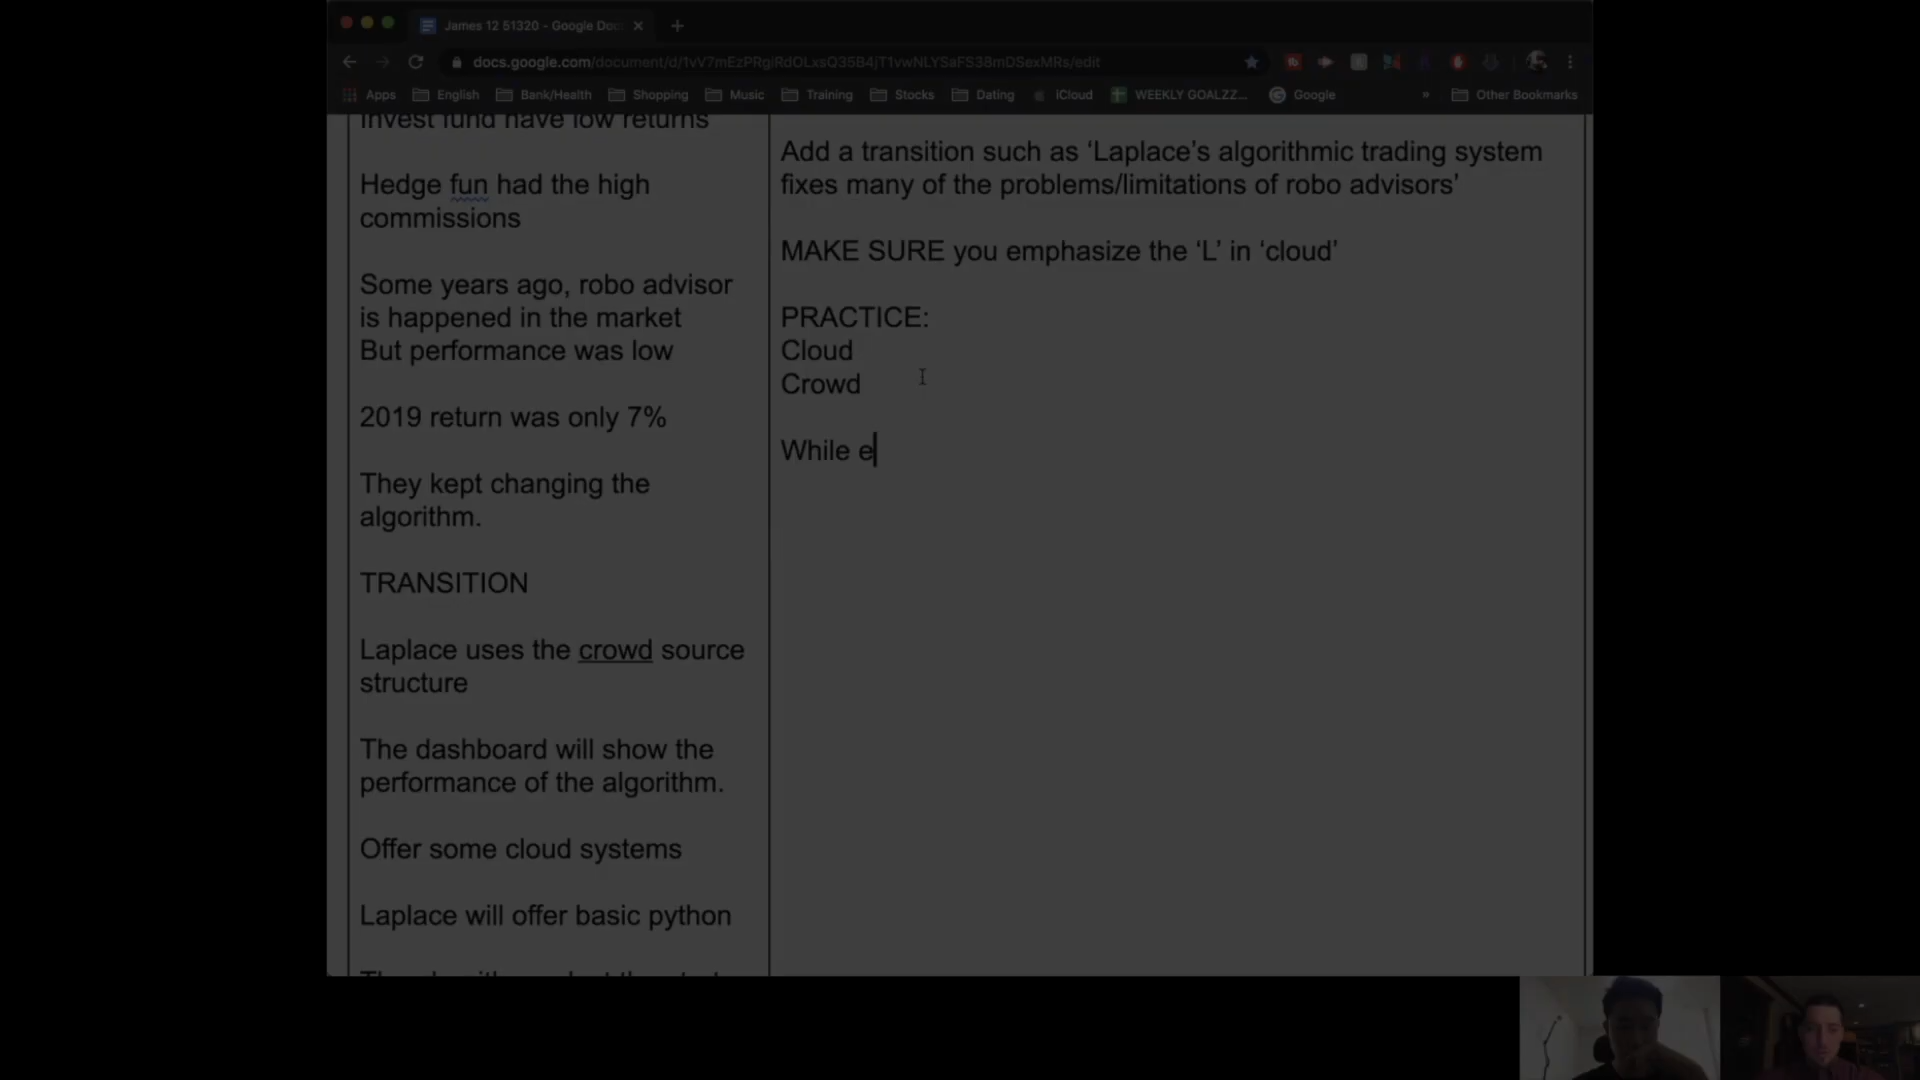 James 12 51320 - Google Doc
docs.google.com/document/d/1vV7mEzPRgiRdOLxsQ35B4jT1vwNLYSaFS38mDSexMRs/edit
Apps English Bank/Health Shopping Music Training Stocks Dating iCloud WEEKLY GOALZZ... Google » Other Bookmarks
Invest fund have low returns
Hedge fun had the high
commissions
Some years ago, robo advisor
is happened in the market
But performance was low
2019 return was only 7%
They kept changing the
algorithm.
TRANSITION
Laplace uses the crowd source
structure
The dashboard will show the
performance of the algorithm.
Offer some cloud systems
Laplace will offer basic python
Add a transition such as ‘Laplace’s algorithmic trading system
fixes many of the problems/limitations of robo advisors’
MAKE SURE you emphasize the ‘L’ in ‘cloud’
PRACTICE:
Cloud
Crowd
While e